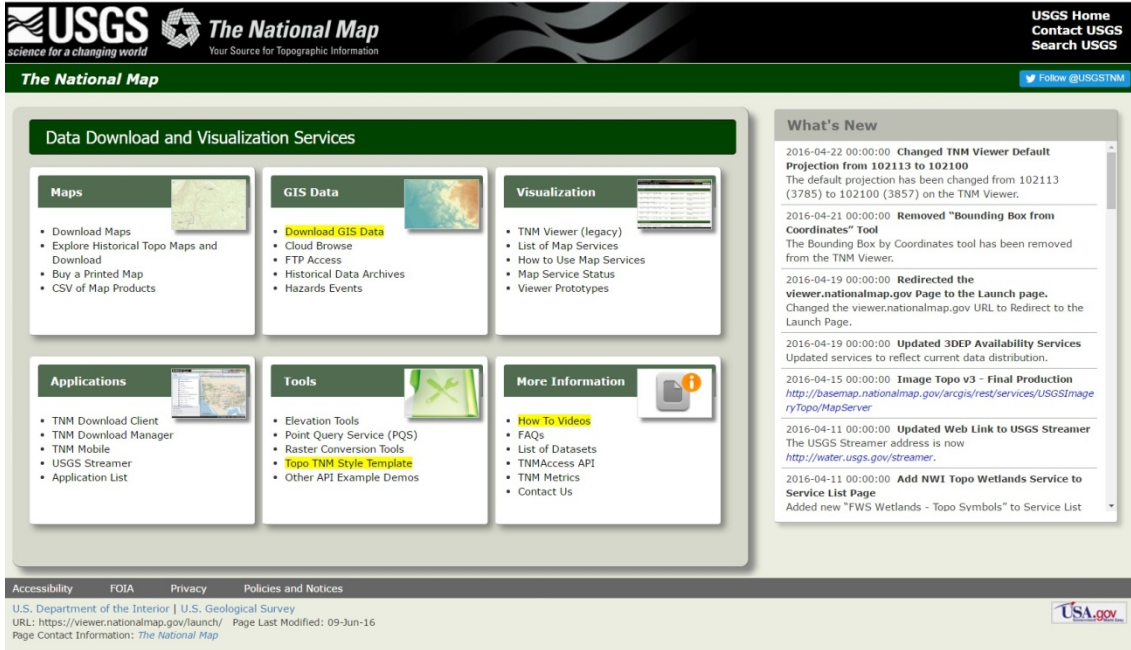 USGS
science for a changing world
The National Map
Your Source for Topographic Information
USGS Home
Contact USGS
Search USGS
The National Map
Follow @USGSTNM
Data Download and Visualization Services
Maps
• Download Maps
• Explore Historical Topo Maps and
Download
• Buy a Printed Map
• CSV of Map Products
GIS Data
• Download GIS Data
• Cloud Browse
• FTP Access
• Historical Data Archives
• Hazards Events
Visualization
• TNM Viewer (legacy)
• List of Map Services
• How to Use Map Services
• Map Service Status
• Viewer Prototypes
Applications
• TNM Download Client
• TNM Download Manager
• TNM Mobile
• USGS Streamer
• Application List
Tools
• Elevation Tools
• Point Query Service (PQS)
• Raster Conversion Tools
• Topo TNM Style Template
• Other API Example Demos
More Information
• How To Videos
• FAQs
• List of Datasets
• TNMAccess API
• TNM Metrics
• Contact Us
What's New
2016-04-22 00:00:00 Changed TNM Viewer Default
Projection from 102113 to 102100
The default projection has been changed from 102113
(3785) to 102100 (3857) on the TNM Viewer.
2016-04-21 00:00:00 Removed "Bounding Box from
Coordinates" Tool
The Bounding Box by Coordinates tool has been removed
from the TNM Viewer.
2016-04-19 00:00:00 Redirected the
viewer.nationalmap.gov Page to the Launch page.
Changed the viewer.nationalmap.gov URL to Redirect to the
Launch Page.
2016-04-19 00:00:00 Updated 3DEP Availability Services
Updated services to reflect current data distribution.
2016-04-15 00:00:00 Image Topo v3 - Final Production
http://basemap.nationalmap.gov/arcgis/rest/services/USGSImage
ryTopo/MapServer
2016-04-11 00:00:00 Updated Web Link to USGS Streamer
The USGS Streamer address is now
http://water.usgs.gov/streamer.
2016-04-11 00:00:00 Add NWI Topo Wetlands Service to
Service List Page
Added new "FWS Wetlands - Topo Symbols" to Service List
Accessibility FOIA Privacy Policies and Notices
U.S. Department of the Interior | U.S. Geological Survey
URL: https://viewer.nationalmap.gov/launch/ Page Last Modified: 09-Jun-16
Page Contact Information: The National Map
USA.gov